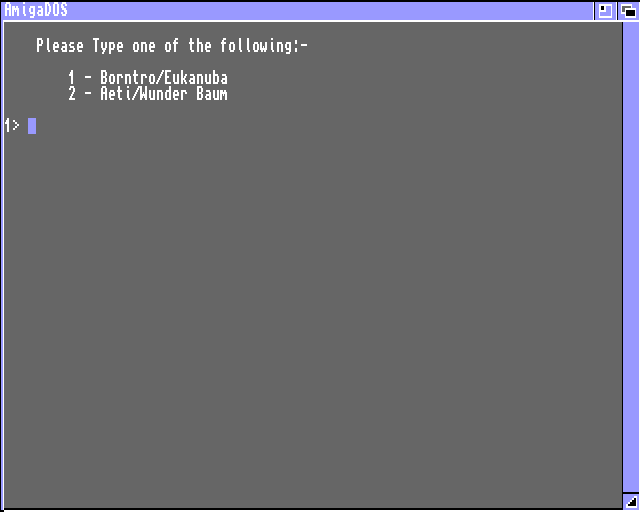 AmigaDOS
Please Type one of the following:-
1 - Borntro/Eukanuba
2 - Aeti/Wunder Baum
1>